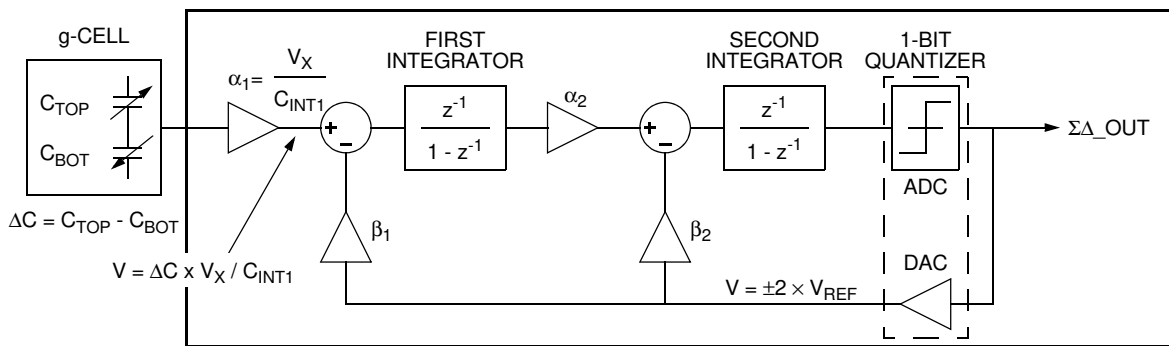 g-CELL
C_TOP
C_BOT
ΔC = C_TOP - C_BOT
α₁= V_X / C_INT1
V = ΔC x V_X / C_INT1
FIRST
INTEGRATOR
z⁻¹
1 - z⁻¹
α₂
SECOND
INTEGRATOR
z⁻¹
1 - z⁻¹
1-BIT
QUANTIZER
ADC
ΣΔ_OUT
+
-
+
-
β₁
β₂
DAC
V = ±2 × V_REF